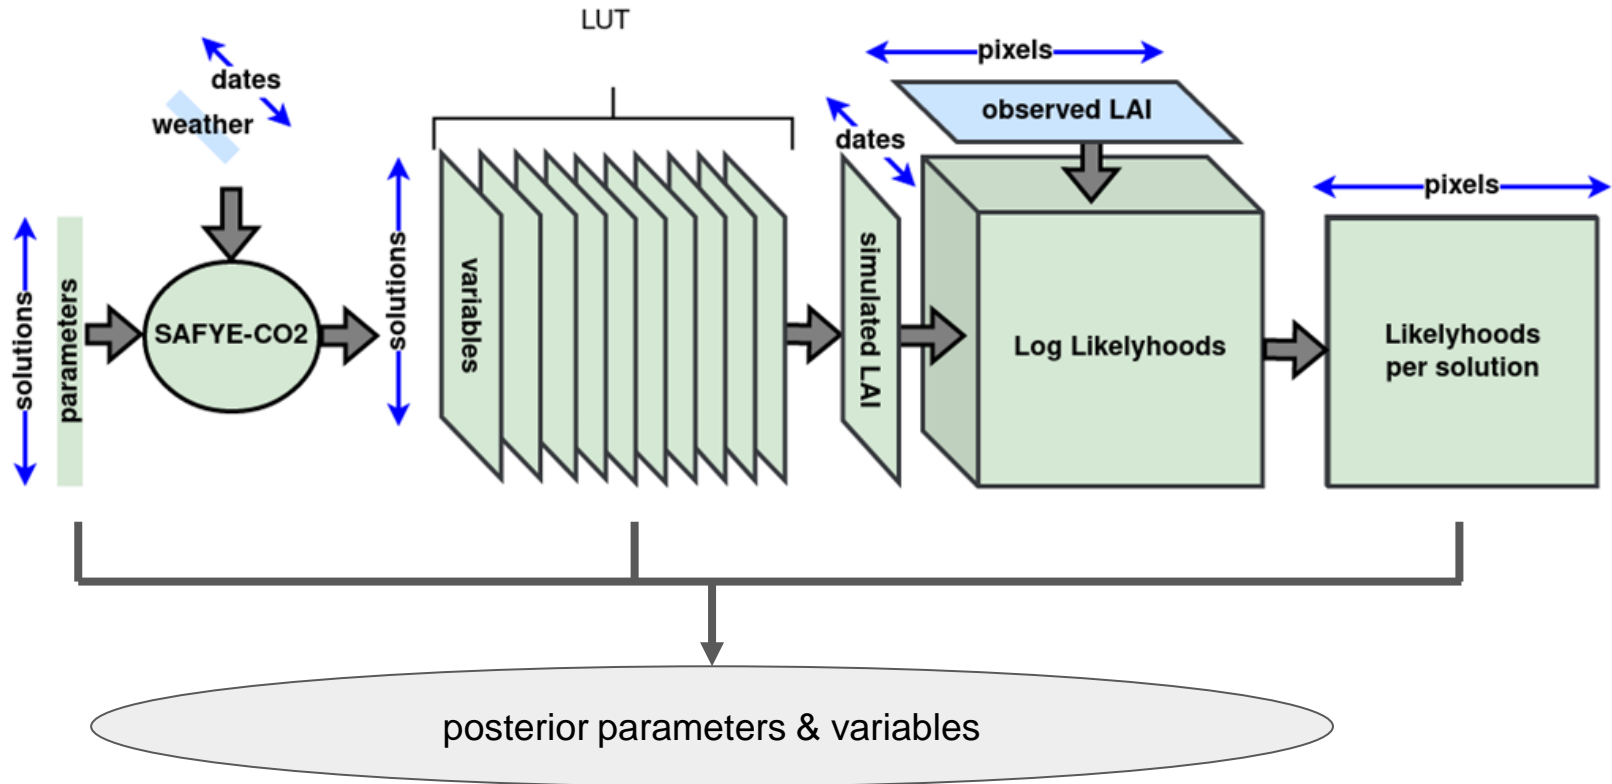 LUT
pixels
dates
observed LAI
weather
dates
pixels
solutions
parameters
SAFYE-CO2
solutions
variables
simulated LAI
Log Likelyhoods
Likelyhoods
per solution
posterior parameters & variables